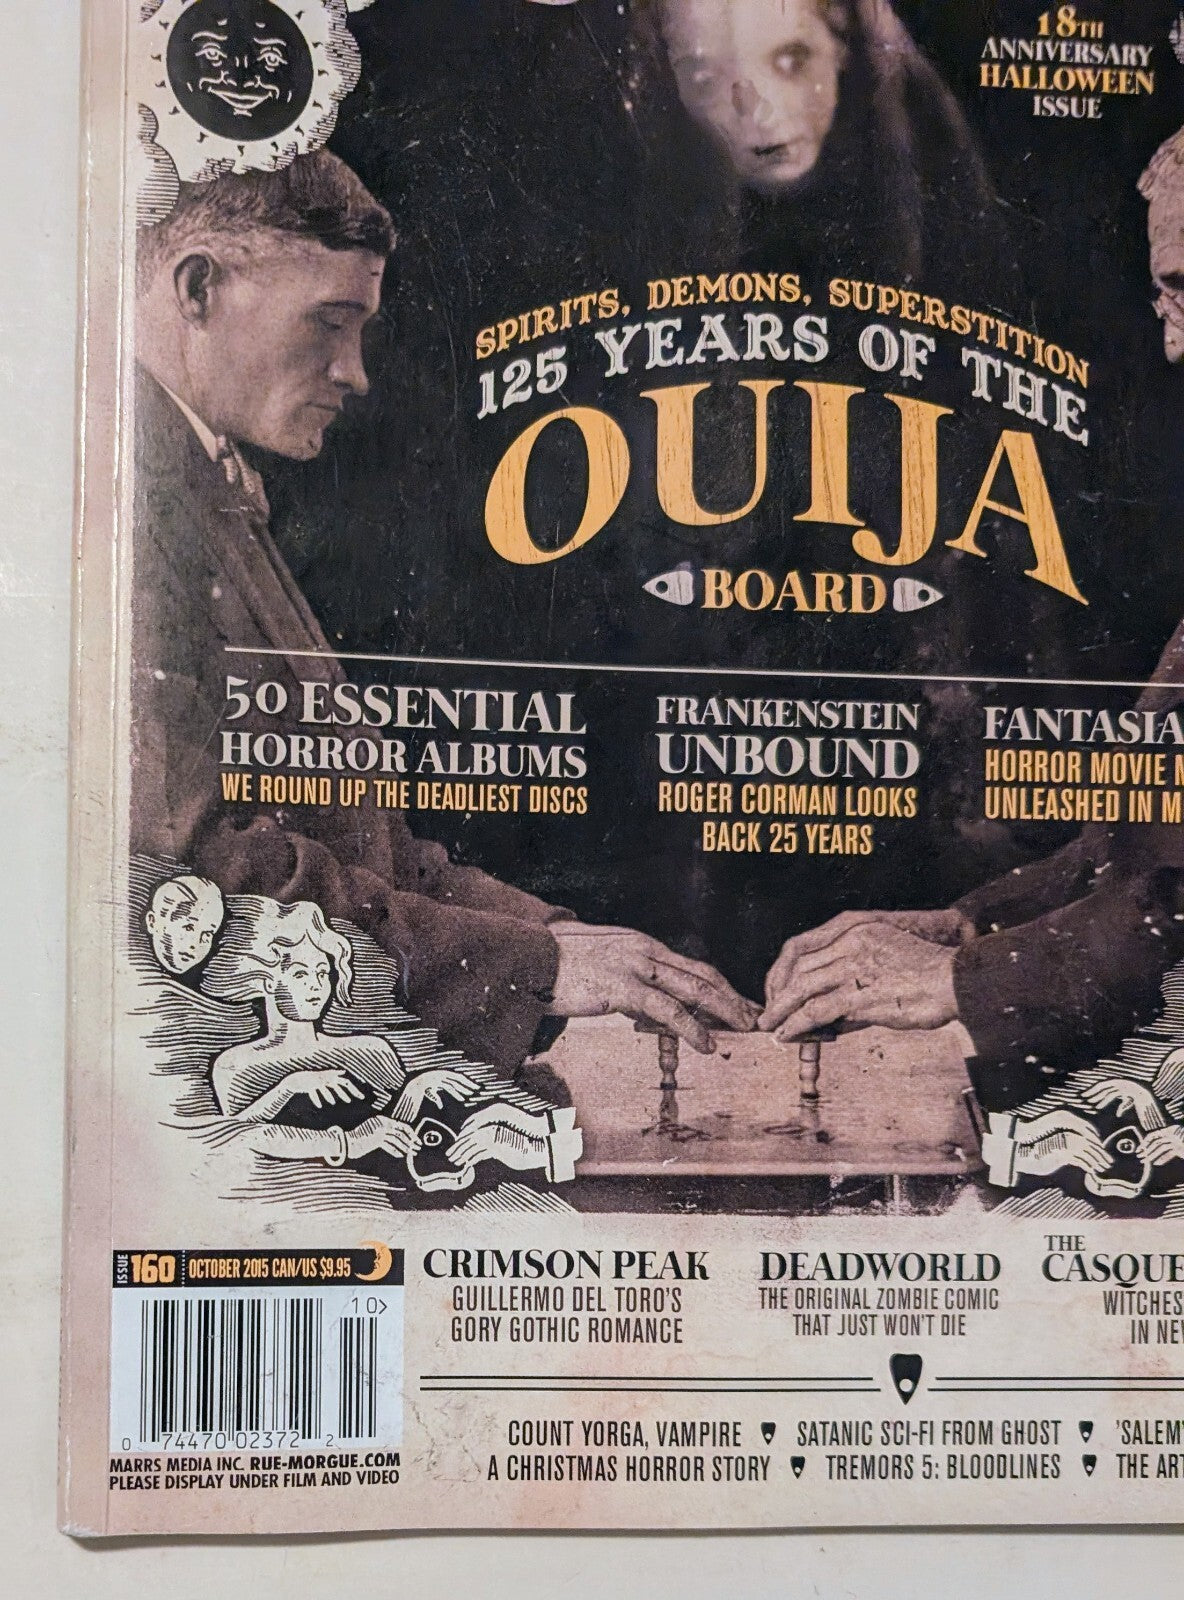 18TH
ANNIVERSARY
HALLOWEEN
ISSUE
SPIRITS, DEMONS, SUPERSTITION
125 YEARS OF THE
OUIJA
BOARD
50 ESSENTIAL
HORROR ALBUMS
WE ROUND UP THE DEADLIEST DISCS
FRANKENSTEIN
UNBOUND
ROGER CORMAN LOOKS
BACK 25 YEARS
FANTASIA
HORROR MOVIE
UNLEASHED IN M
ISSUE 160 OCTOBER 2015 CAN/US $9.95
10>
0 74470 02372 2
MARRS MEDIA INC. RUE-MORGUE.COM
PLEASE DISPLAY UNDER FILM AND VIDEO
CRIMSON PEAK
GUILLERMO DEL TORO'S
GORY GOTHIC ROMANCE
DEADWORLD
THE ORIGINAL ZOMBIE COMIC
THAT JUST WON'T DIE
THE
CASQUE
WITCHES
IN NE
COUNT YORGA, VAMPIRE SATANIC SCI-FI FROM GHOST 'SALEM'
A CHRISTMAS HORROR STORY TREMORS 5: BLOODLINES THE ART